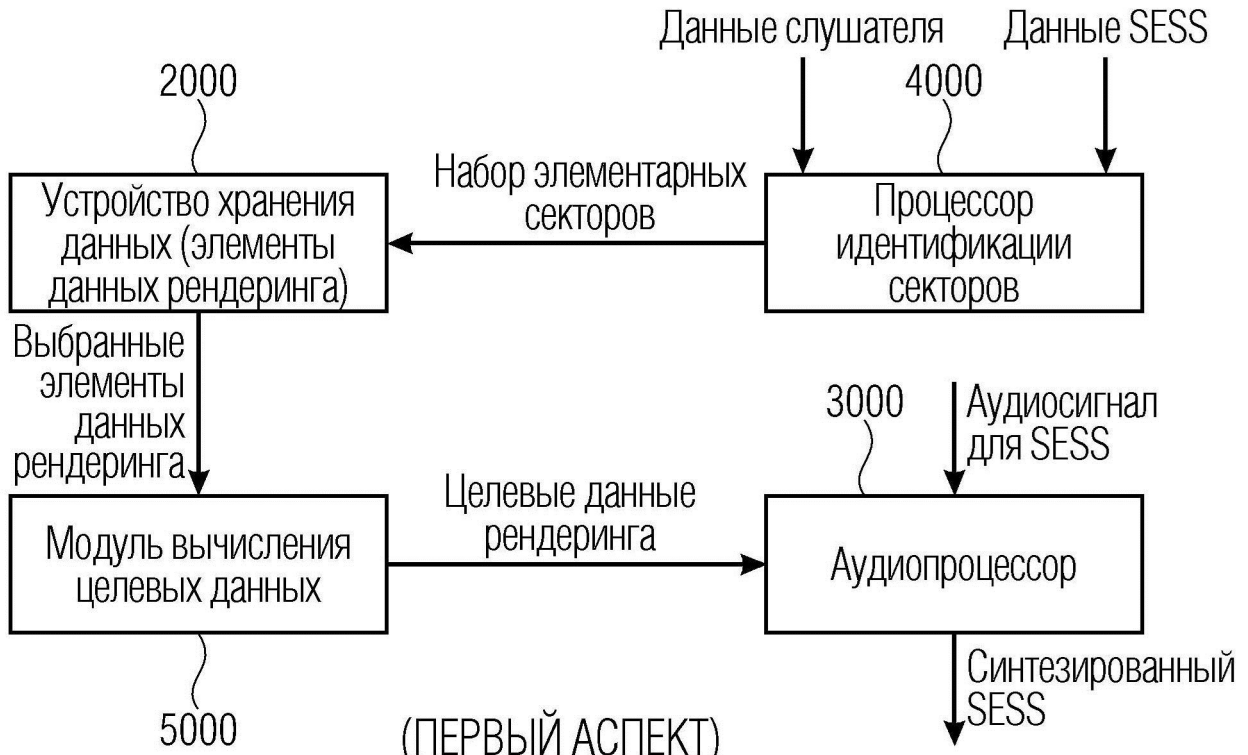 Данные слушателя
Данные SESS
2000
4000
Устройство хранения
данных (элементы
данных рендеринга)
Набор элементарных
секторов
Процессор
идентификации
секторов
Выбранные
элементы
данных
рендеринга
3000
Аудиосигнал
для SESS
Модуль вычисления
целевых данных
Целевые данные
рендеринга
Аудиопроцессор
5000
Синтезированный
SESS
(ПЕРВЫЙ АСПЕКТ)